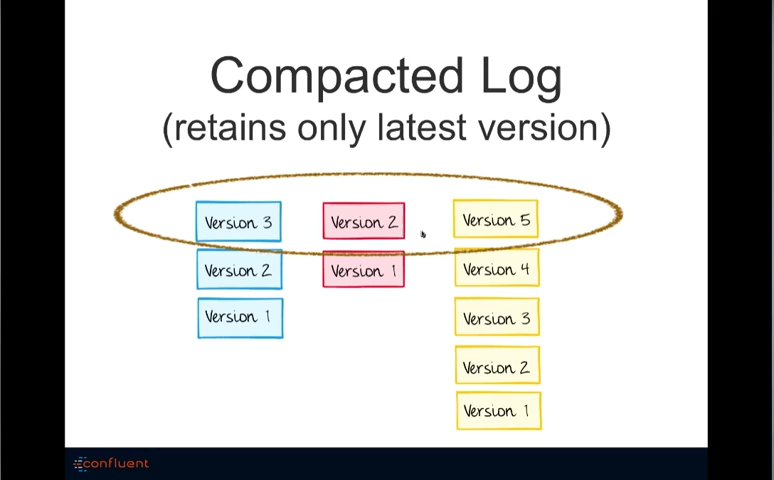 Compacted Log
(retains only latest version)
Version 3
Version 2
Version 5
Version 2
Version 1
Version 4
Version 1
Version 3
Version 2
Version 1
confluent